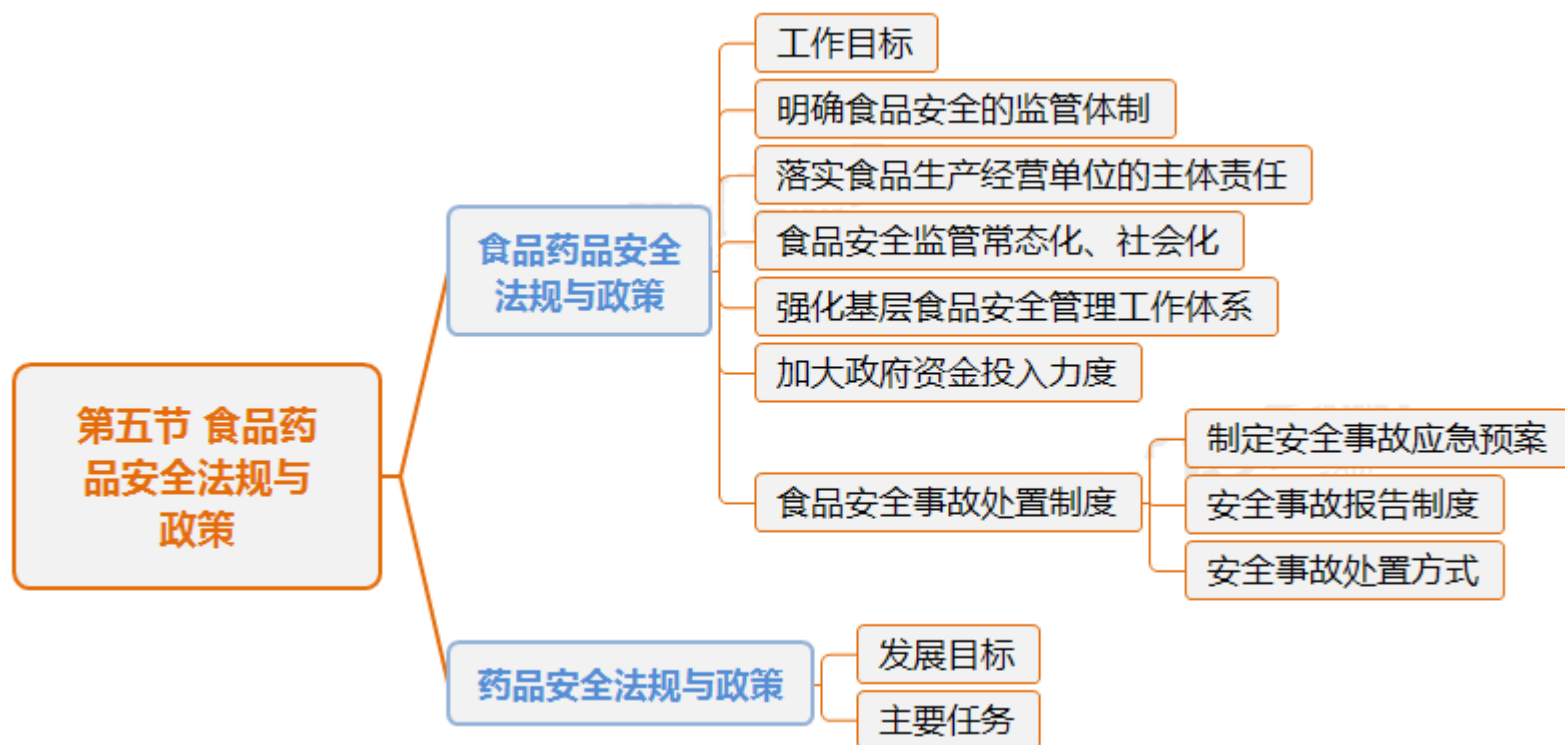 第五节 食品药
品安全法规与
政策
食品药品安全
法规与政策
工作目标
明确食品安全的监管体制
落实食品生产经营单位的主体责任
食品安全监管常态化、社会化
强化基层食品安全管理工作体系
加大政府资金投入力度
食品安全事故处置制度
制定安全事故应急预案
安全事故报告制度
安全事故处置方式
药品安全法规与政策
发展目标
主要任务